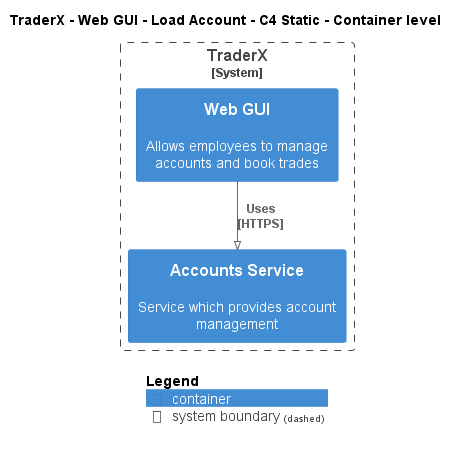 TraderX - Web GUI - Load Account - C4 Static - Container level
TraderX
[System]
Web GUI
Allows employees to manage
accounts and book trades
Uses
[HTTPS]
Accounts Service
Service which provides account
management
Legend
container
system boundary (dashed)